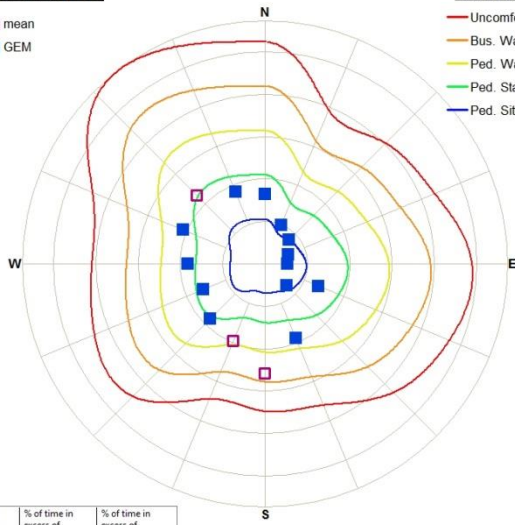 N
mean
GEM
Uncomf
Bus. Wa
Ped. Wa
Ped. Sta
Ped. Sit
W
E
S
% of time in % of time in
excess of excess of